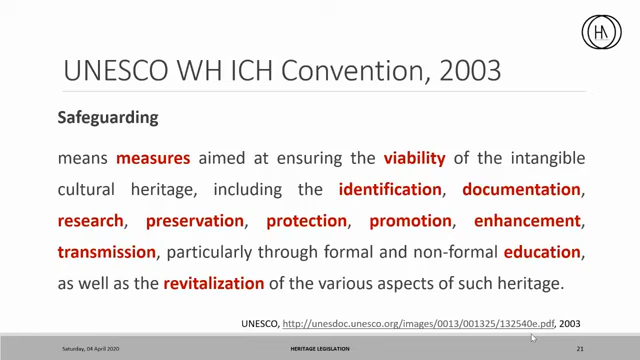 HA
UNESCO WH ICH Convention, 2003
Safeguarding
means measures aimed at ensuring the viability of the intangible
cultural heritage, including the identification, documentation,
research, preservation, protection, promotion, enhancement,
transmission, particularly through formal and non-formal education,
as well as the revitalization of the various aspects of such heritage.
UNESCO, http://unesdoc.unesco.org/images/0013/001325/132540e.pdf, 2003
Saturday, 04 April 2020 HERITAGE LEGISLATION 21